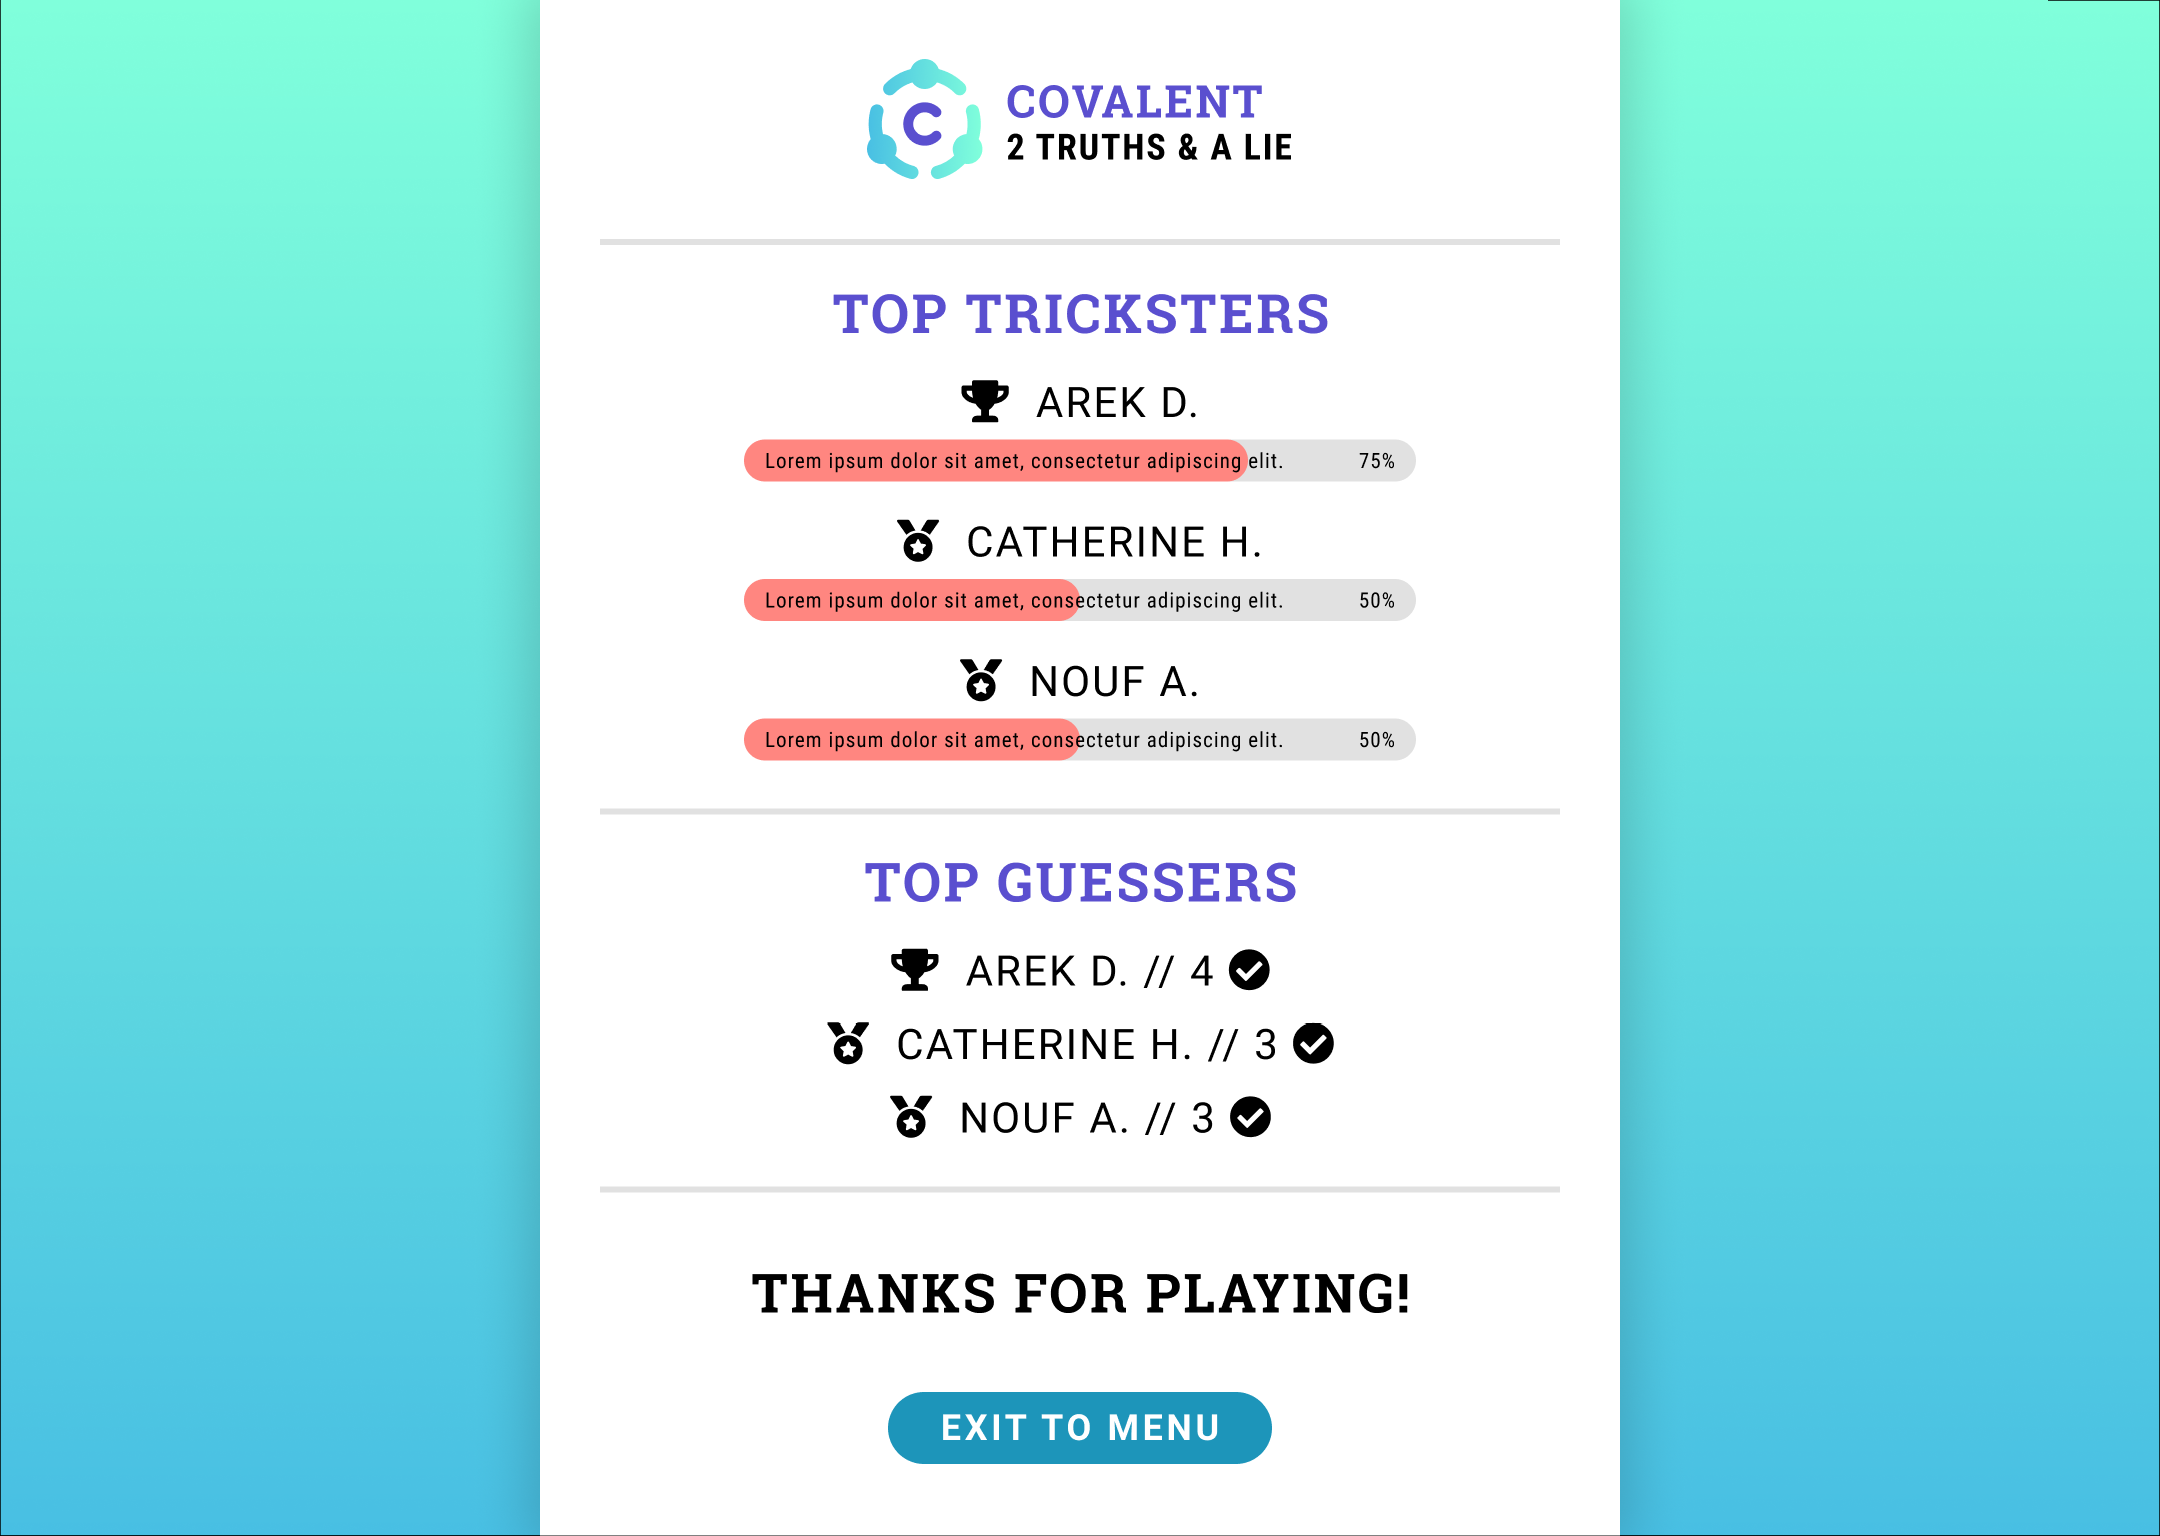 C
COVALENT
2 TRUTHS & A LIE
TOP TRICKSTERS
AREK D.
Lorem ipsum dolor sit amet, consectetur adipiscing elit. 75%
CATHERINE H.
Lorem ipsum dolor sit amet, consectetur adipiscing elit. 50%
NOUF A.
Lorem ipsum dolor sit amet, consectetur adipiscing elit. 50%
TOP GUESSERS
AREK D. // 4
CATHERINE H. // 3
NOUF A. // 3
THANKS FOR PLAYING!
EXIT TO MENU